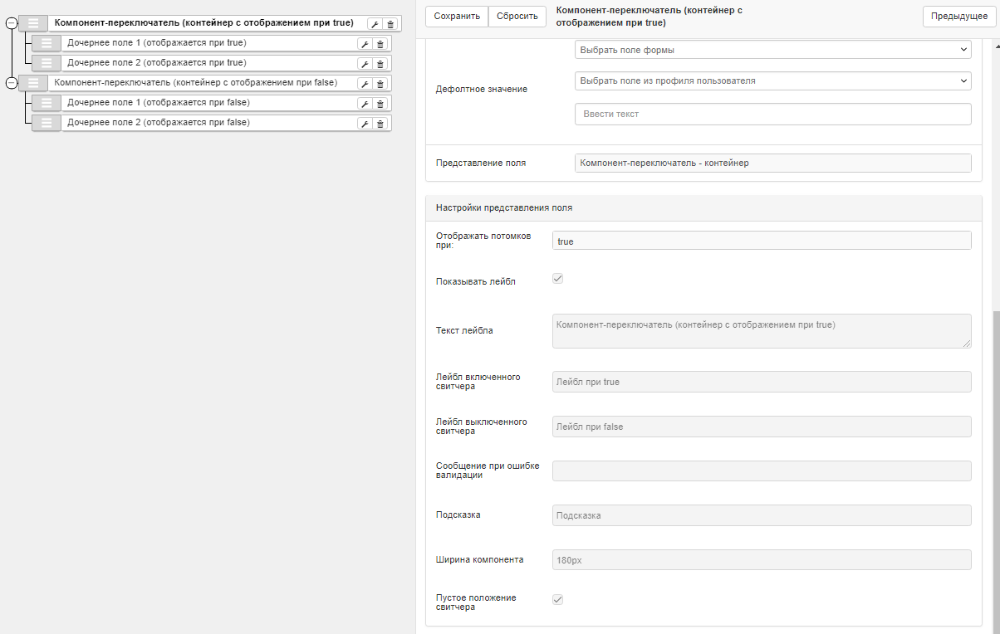 Компонент-переключатель (контейнер с отображением при true)
Дочернее поле 1 (отображается при true)
Дочернее поле 2 (отображается при true)
Компонент-переключатель (контейнер с отображением при false)
Дочернее поле 1 (отображается при false)
Дочернее поле 2 (отображается при false)
Сохранить
Сбросить
Компонент-переключатель (контейнер с
отображением при true)
Предыдущее
Дефолтное значение
Выбрать поле формы
Выбрать поле из профиля пользователя
Ввести текст
Представление поля
Компонент-переключатель - контейнер
Настройки представления поля
Отображать потомков
при:
true
Показывать лейбл
Текст лейбла
Компонент-переключатель (контейнер с отображением при true)
Лейбл включенного
свитчера
Лейбл при true
Лейбл выключенного
свитчера
Лейбл при false
Сообщение при ошибке
валидации
Подсказка
Подсказка
Ширина компонента
180px
Пустое положение
свитчера